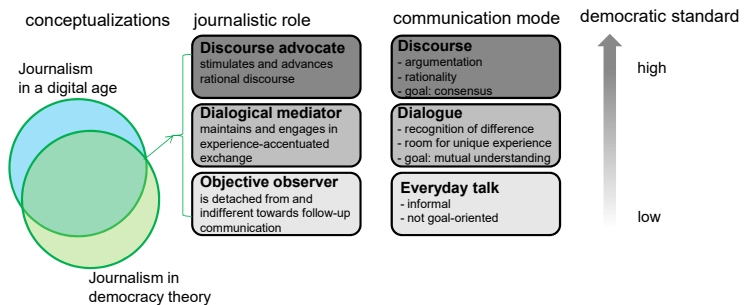 conceptualizations
journalistic role
communication mode
democratic standard
Journalism
in a digital age
Journalism in
democracy theory
Discourse advocate
stimulates and advances
rational discourse
Dialogical mediator
maintains and engages in
experience-accentuated
exchange
Objective observer
is detached from and
indifferent towards follow-up
communication
Discourse
- argumentation
- rationality
- goal: consensus
Dialogue
- recognition of difference
- room for unique experience
- goal: mutual understanding
Everyday talk
- informal
- not goal-oriented
high
low